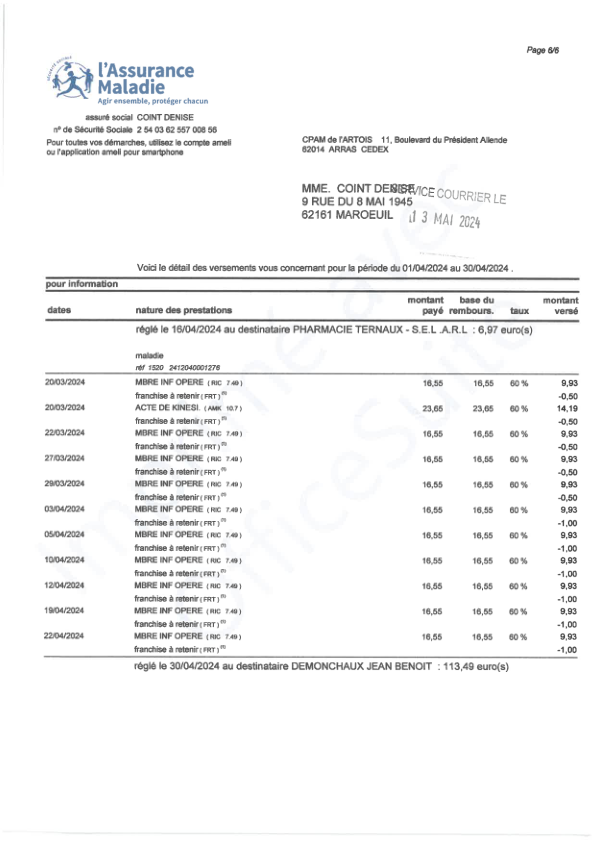 Page 6/6
l'Assurance
Maladie
Agir ensemble, protéger chacun
assuré social COINT DENISE
n° de Sécurité Sociale 2 54 03 62 557 006 56
Pour toutes vos démarches, utilisez le compte ameli
ou l'application ameli pour smartphone
CPAM de l'ARTOIS 11, Boulevard du Président Allende
62014 ARRAS CEDEX
MME. COINT DENISE
SERVICE COURRIER LE
9 RUE DU 8 MAI 1945
62161 MAROEUIL
13 MAI 2024
Voici le détail des versements vous concernant pour la période du 01/04/2024 au 30/04/2024 .
pour information
dates nature des prestations montant payé base du rembours. taux montant versé
réglé le 16/04/2024 au destinataire PHARMACIE TERNAUX - S.E.L .A.R.L : 6,97 euro(s)
maladie
réf 1520 2412040001276
20/03/2024 MBRE INF OPERE ( RIC 7.49 ) 16,55 16,55 60 % 9,93
franchise à retenir ( FRT ) (5) -0,50
20/03/2024 ACTE DE KINESI. ( AMK 10.7 ) 23,65 23,65 60 % 14,19
franchise à retenir ( FRT ) (5) -0,50
22/03/2024 MBRE INF OPERE ( RIC 7.49 ) 16,55 16,55 60 % 9,93
franchise à retenir ( FRT ) (5) -0,50
27/03/2024 MBRE INF OPERE ( RIC 7.49 ) 16,55 16,55 60 % 9,93
franchise à retenir ( FRT ) (5) -0,50
29/03/2024 MBRE INF OPERE ( RIC 7.49 ) 16,55 16,55 60 % 9,93
franchise à retenir ( FRT ) (5) -0,50
03/04/2024 MBRE INF OPERE ( RIC 7.49 ) 16,55 16,55 60 % 9,93
franchise à retenir ( FRT ) (5) -1,00
05/04/2024 MBRE INF OPERE ( RIC 7.49 ) 16,55 16,55 60 % 9,93
franchise à retenir ( FRT ) (5) -1,00
10/04/2024 MBRE INF OPERE ( RIC 7.49 ) 16,55 16,55 60 % 9,93
franchise à retenir ( FRT ) (5) -1,00
12/04/2024 MBRE INF OPERE ( RIC 7.49 ) 16,55 16,55 60 % 9,93
franchise à retenir ( FRT ) (5) -1,00
19/04/2024 MBRE INF OPERE ( RIC 7.49 ) 16,55 16,55 60 % 9,93
franchise à retenir ( FRT ) (5) -1,00
22/04/2024 MBRE INF OPERE ( RIC 7.49 ) 16,55 16,55 60 % 9,93
franchise à retenir ( FRT ) (5) -1,00
réglé le 30/04/2024 au destinataire DEMONCHAUX JEAN BENOIT : 113,49 euro(s)